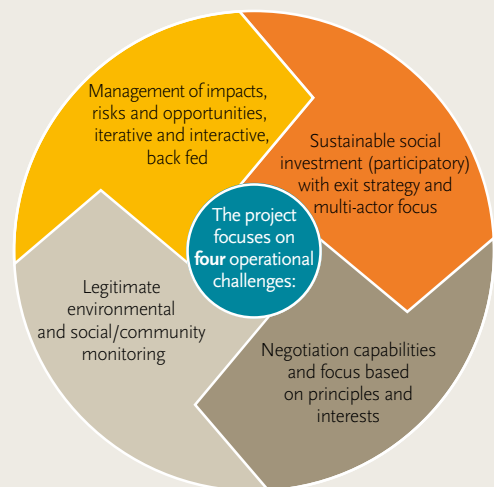 Management of impacts,
risks and opportunities,
iterative and interactive,
back fed
Sustainable social
investment (participatory)
with exit strategy and
multi-actor focus
The project
focuses on
four operational
challenges:
Legitimate
environmental
and social/community
monitoring
Negotiation capabilities
and focus based
on principles and
interests